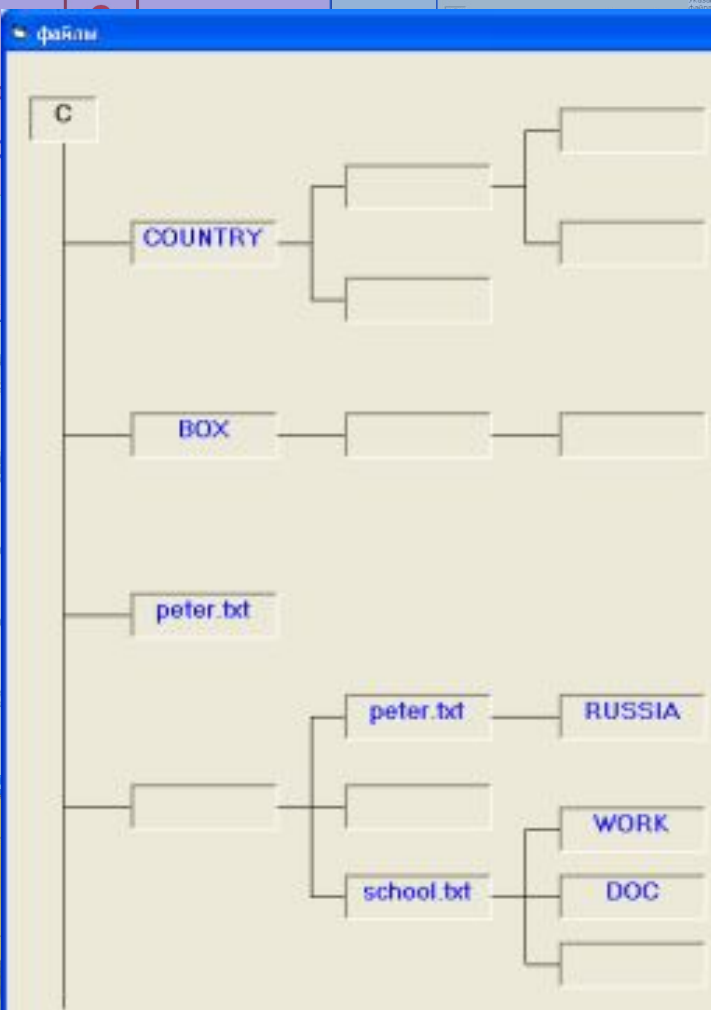 файлы
C
COUNTRY
BOX
peter.txt
peter.txt
RUSSIA
WORK
school.txt
DOC